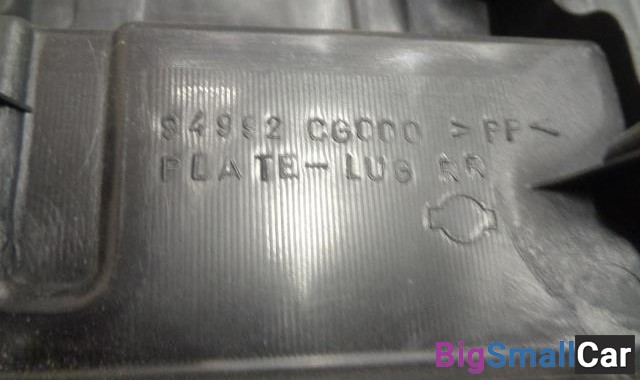 84992 CG000 >PP<
PLATE-LUG RR
BigSmallCar